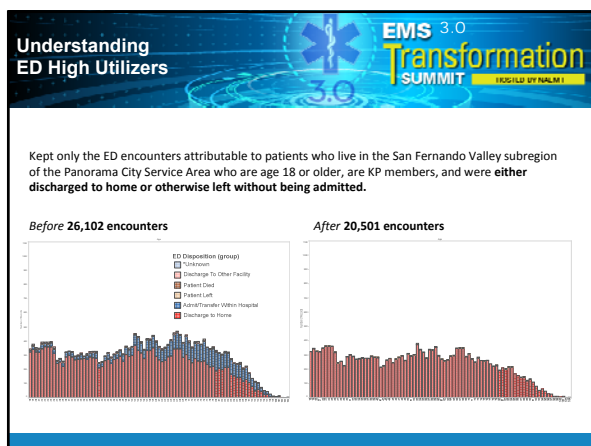 Understanding
ED High Utilizers
3.0
EMS 3.0
Transformation
SUMMIT HOSTED BY NAEMT
Kept only the ED encounters attributable to patients who live in the San Fernando Valley subregion
of the Panorama City Service Area who are age 18 or older, are KP members, and were either
discharged to home or otherwise left without being admitted.
Before 26,102 encounters
After 20,501 encounters
ED Disposition (group)
*Unknown
Discharge To Other Facility
Patient Died
Patient Left
Admit/Transfer Within Hospital
Discharge to Home